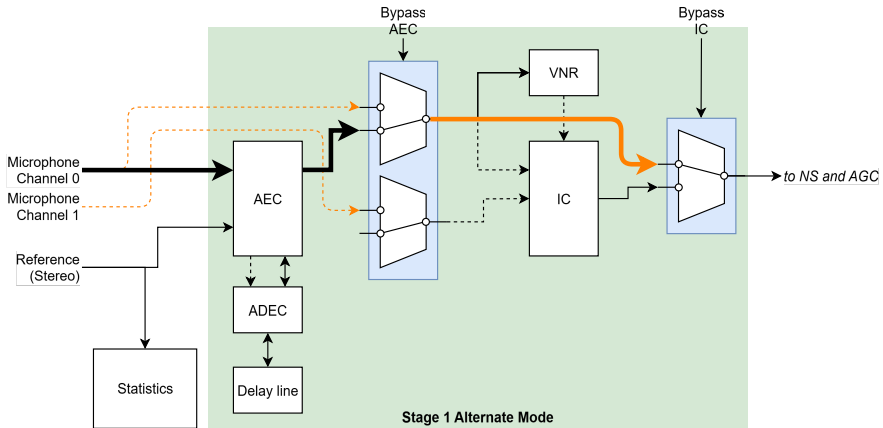 Bypass
AEC
Bypass
IC
VNR
Microphone
Channel 0
Microphone
Channel 1
AEC
IC
to NS and AGC
Reference
(Stereo)
ADEC
Statistics
Delay line
Stage 1 Alternate Mode